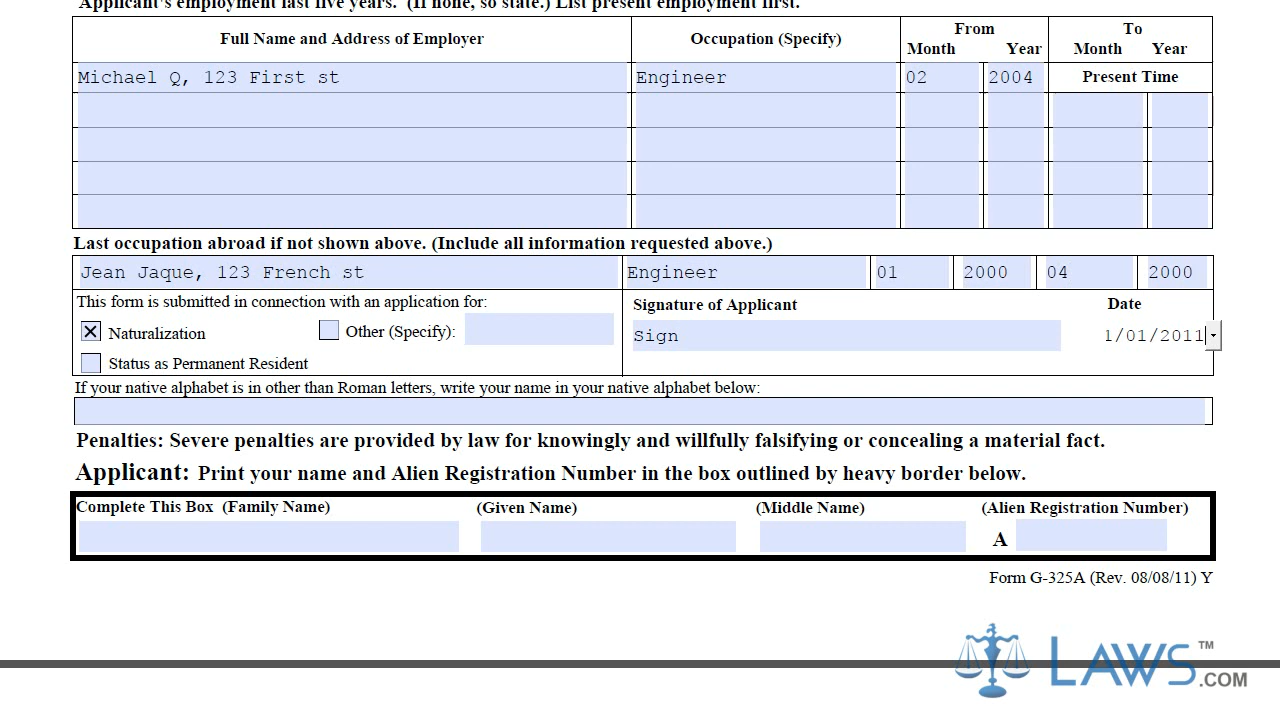 Applicant's employment last five years. (If none, so state.) List present employment first.
Full Name and Address of Employer Occupation (Specify) From To
Month Year Month Year
Michael Q, 123 First st Engineer 02 2004 Present Time
Last occupation abroad if not shown above. (Include all information requested above.)
Jean Jaque, 123 French st Engineer 01 2000 04 2000
This form is submitted in connection with an application for: Signature of Applicant Date
Naturalization Other (Specify): Sign 1/01/2011
Status as Permanent Resident
If your native alphabet is in other than Roman letters, write your name in your native alphabet below:
Penalties: Severe penalties are provided by law for knowingly and willfully falsifying or concealing a material fact.
Applicant: Print your name and Alien Registration Number in the box outlined by heavy border below.
Complete This Box (Family Name) (Given Name) (Middle Name) (Alien Registration Number)
A
Form G-325A (Rev. 08/08/11) Y
LAWS™
.COM